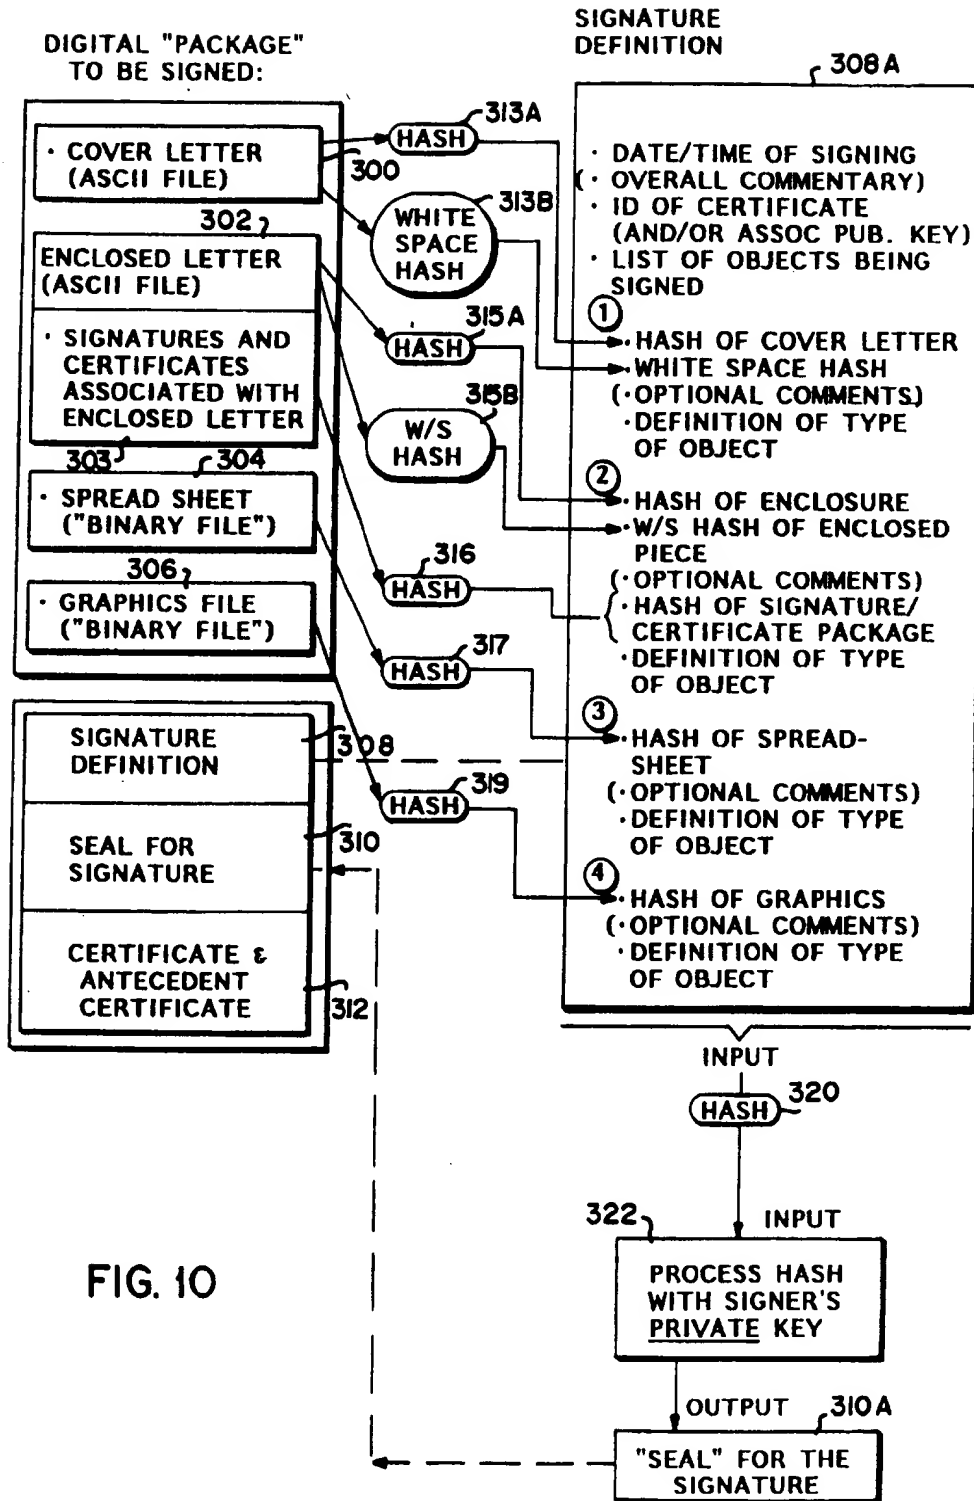 DIGITAL "PACKAGE"
TO BE SIGNED:
SIGNATURE
DEFINITION
308A
· COVER LETTER
(ASCII FILE)
300
302
ENCLOSED LETTER
(ASCII FILE)
· SIGNATURES AND
CERTIFICATES
ASSOCIATED WITH
ENCLOSED LETTER
303
304
· SPREAD SHEET
("BINARY FILE")
306
· GRAPHICS FILE
("BINARY FILE")
SIGNATURE
DEFINITION
308
SEAL FOR
SIGNATURE
310
CERTIFICATE &
ANTECEDENT
CERTIFICATE
312
313A
HASH
313B
WHITE
SPACE
HASH
315A
HASH
315B
W/S
HASH
316
HASH
317
HASH
319
HASH
· DATE/TIME OF SIGNING
(· OVERALL COMMENTARY)
· ID OF CERTIFICATE
(AND/OR ASSOC PUB. KEY)
· LIST OF OBJECTS BEING
SIGNED
1
· HASH OF COVER LETTER
· WHITE SPACE HASH
(· OPTIONAL COMMENTS)
· DEFINITION OF TYPE
OF OBJECT
2
· HASH OF ENCLOSURE
· W/S HASH OF ENCLOSED
PIECE
(· OPTIONAL COMMENTS)
· HASH OF SIGNATURE/
CERTIFICATE PACKAGE
· DEFINITION OF TYPE
OF OBJECT
3
· HASH OF SPREAD-
SHEET
(· OPTIONAL COMMENTS)
· DEFINITION OF TYPE
OF OBJECT
4
· HASH OF GRAPHICS
(· OPTIONAL COMMENTS)
· DEFINITION OF TYPE
OF OBJECT
INPUT
HASH
320
INPUT
322
PROCESS HASH
WITH SIGNER'S
PRIVATE KEY
OUTPUT
310A
"SEAL" FOR THE
SIGNATURE
FIG. 10